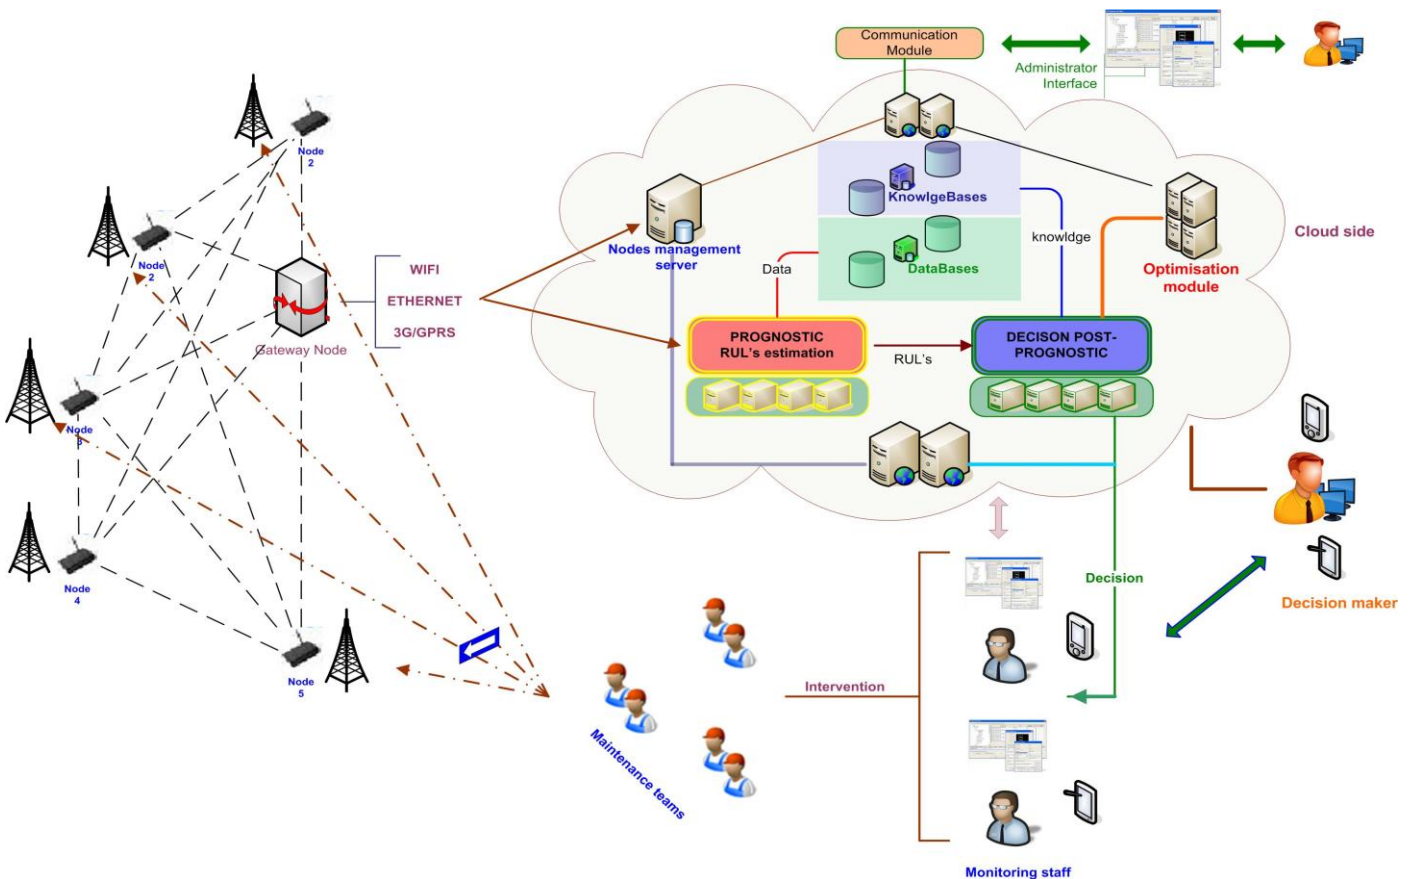 Communication
Module
Administrator
Interface
Node
2
Node
2
WIFI
ETHERNET
3G/GPRS
Gateway Node
Node
3
Node
4
Node
5
Nodes management
server
KnowlgeBases
DataBases
Data
knowldge
Optimisation
module
Cloud side
PROGNOSTIC
RUL's estimation
RUL's
DECISON POST-
PROGNOSTIC
Decision
Decision maker
Intervention
Maintenance teams
Monitoring staff